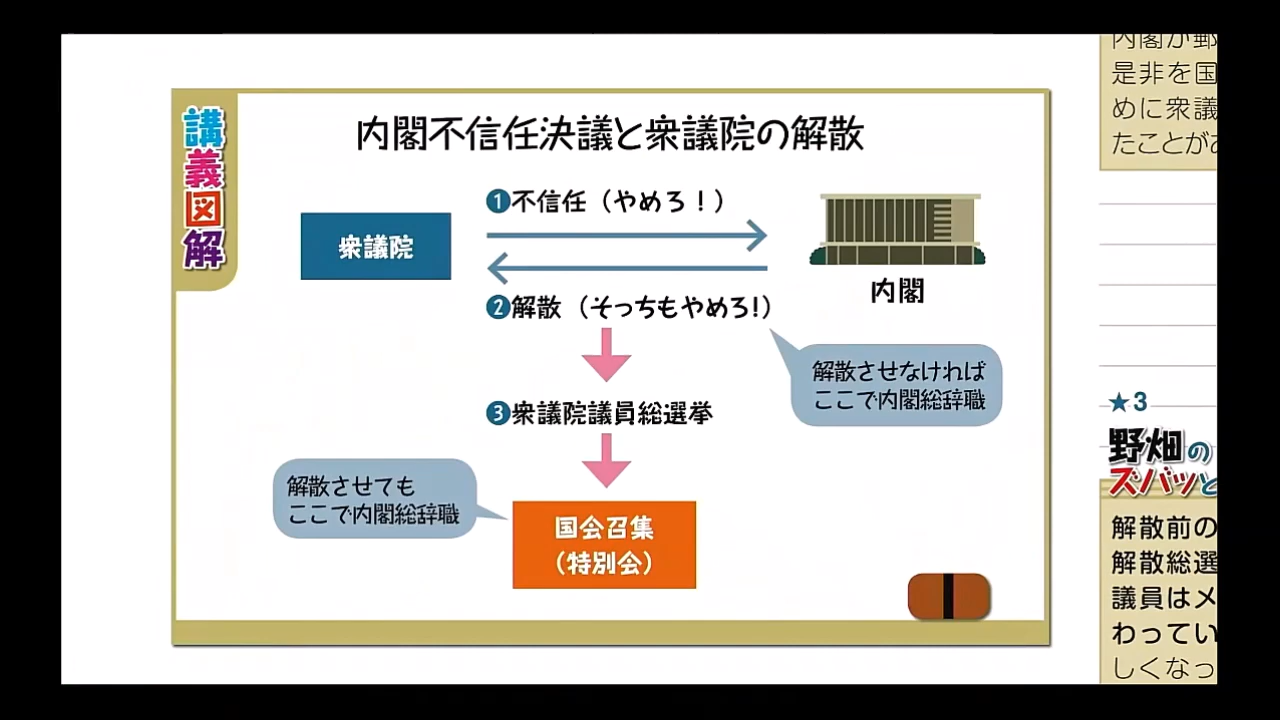 講義図解
内閣不信任決議と衆議院の解散
❶不信任（やめろ！）
衆議院
内閣
❷解散（そっちもやめろ!）
解散させなければ
ここで内閣総辞職
❸衆議院議員総選挙
解散させても
ここで内閣総辞職
国会召集
（特別会）
内閣が郵
是非を国
めに衆議
たことが
★3
野畑の
ズバッと
解散前の
解散総選
議員はメ
わってい
しくなっ